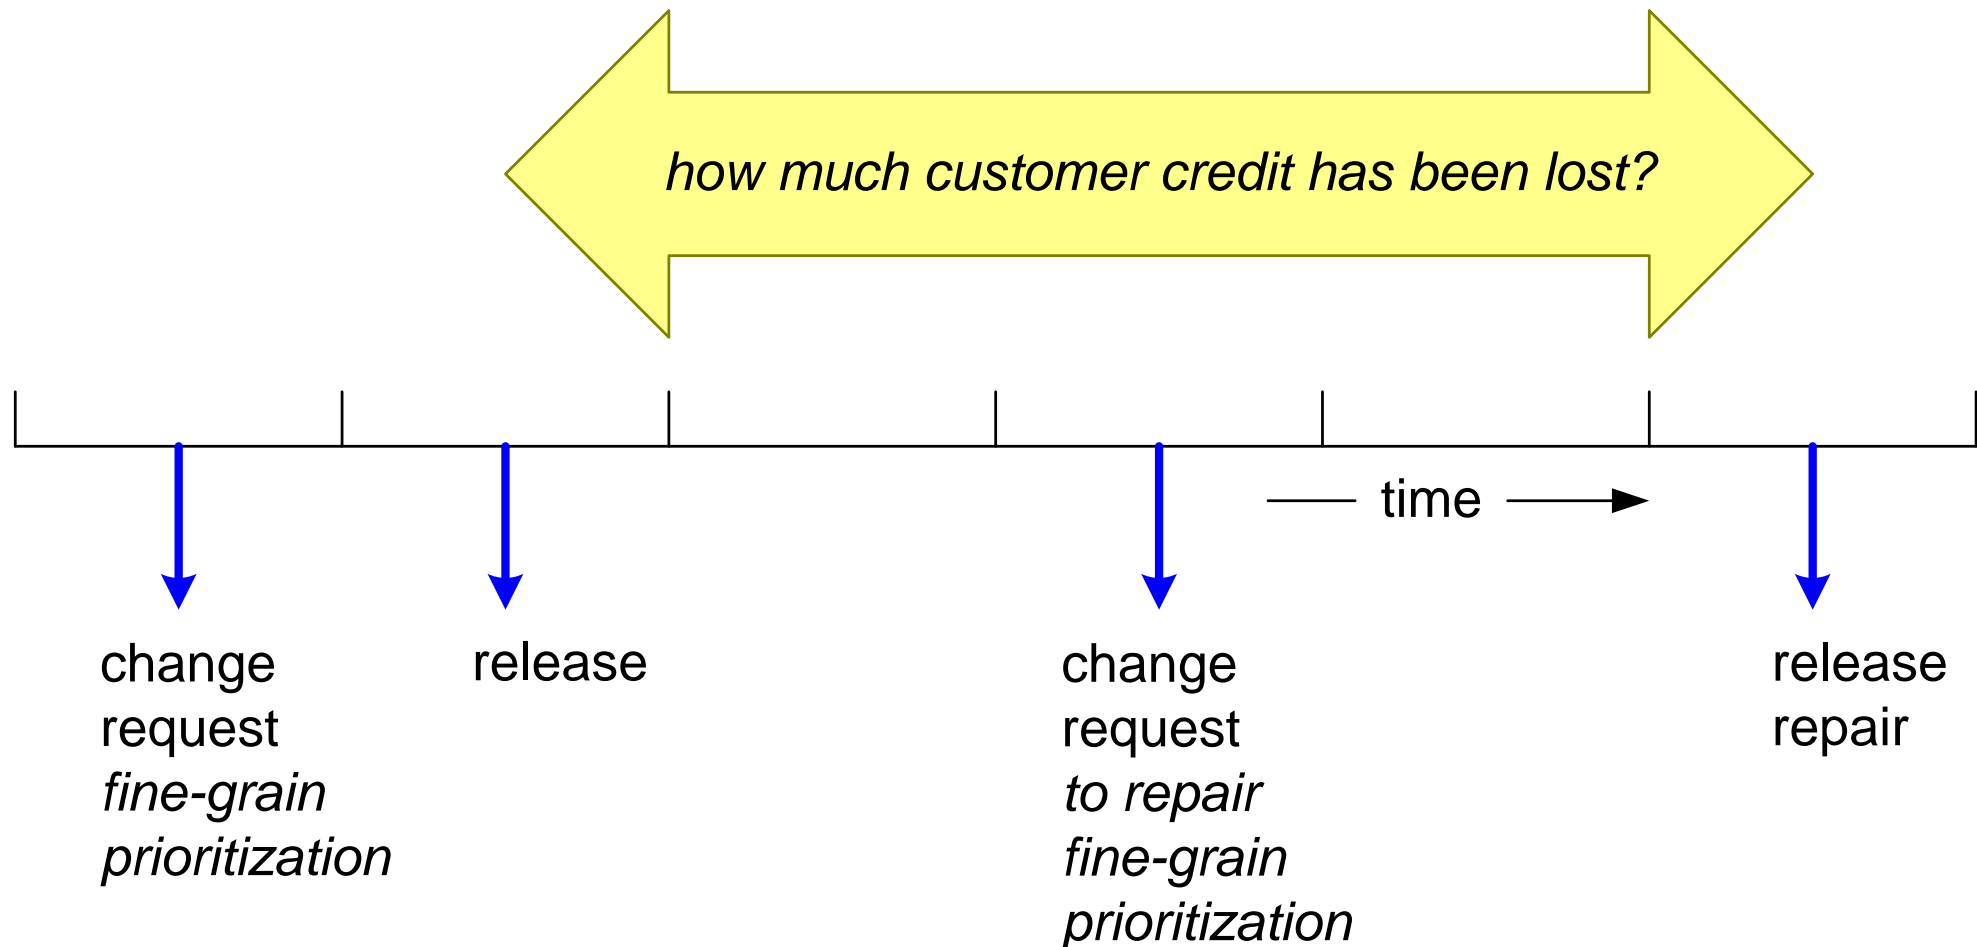 how much customer credit has been lost?
time
change
request
fine-grain
prioritization
release
change
request
to repair
fine-grain
prioritization
release
repair